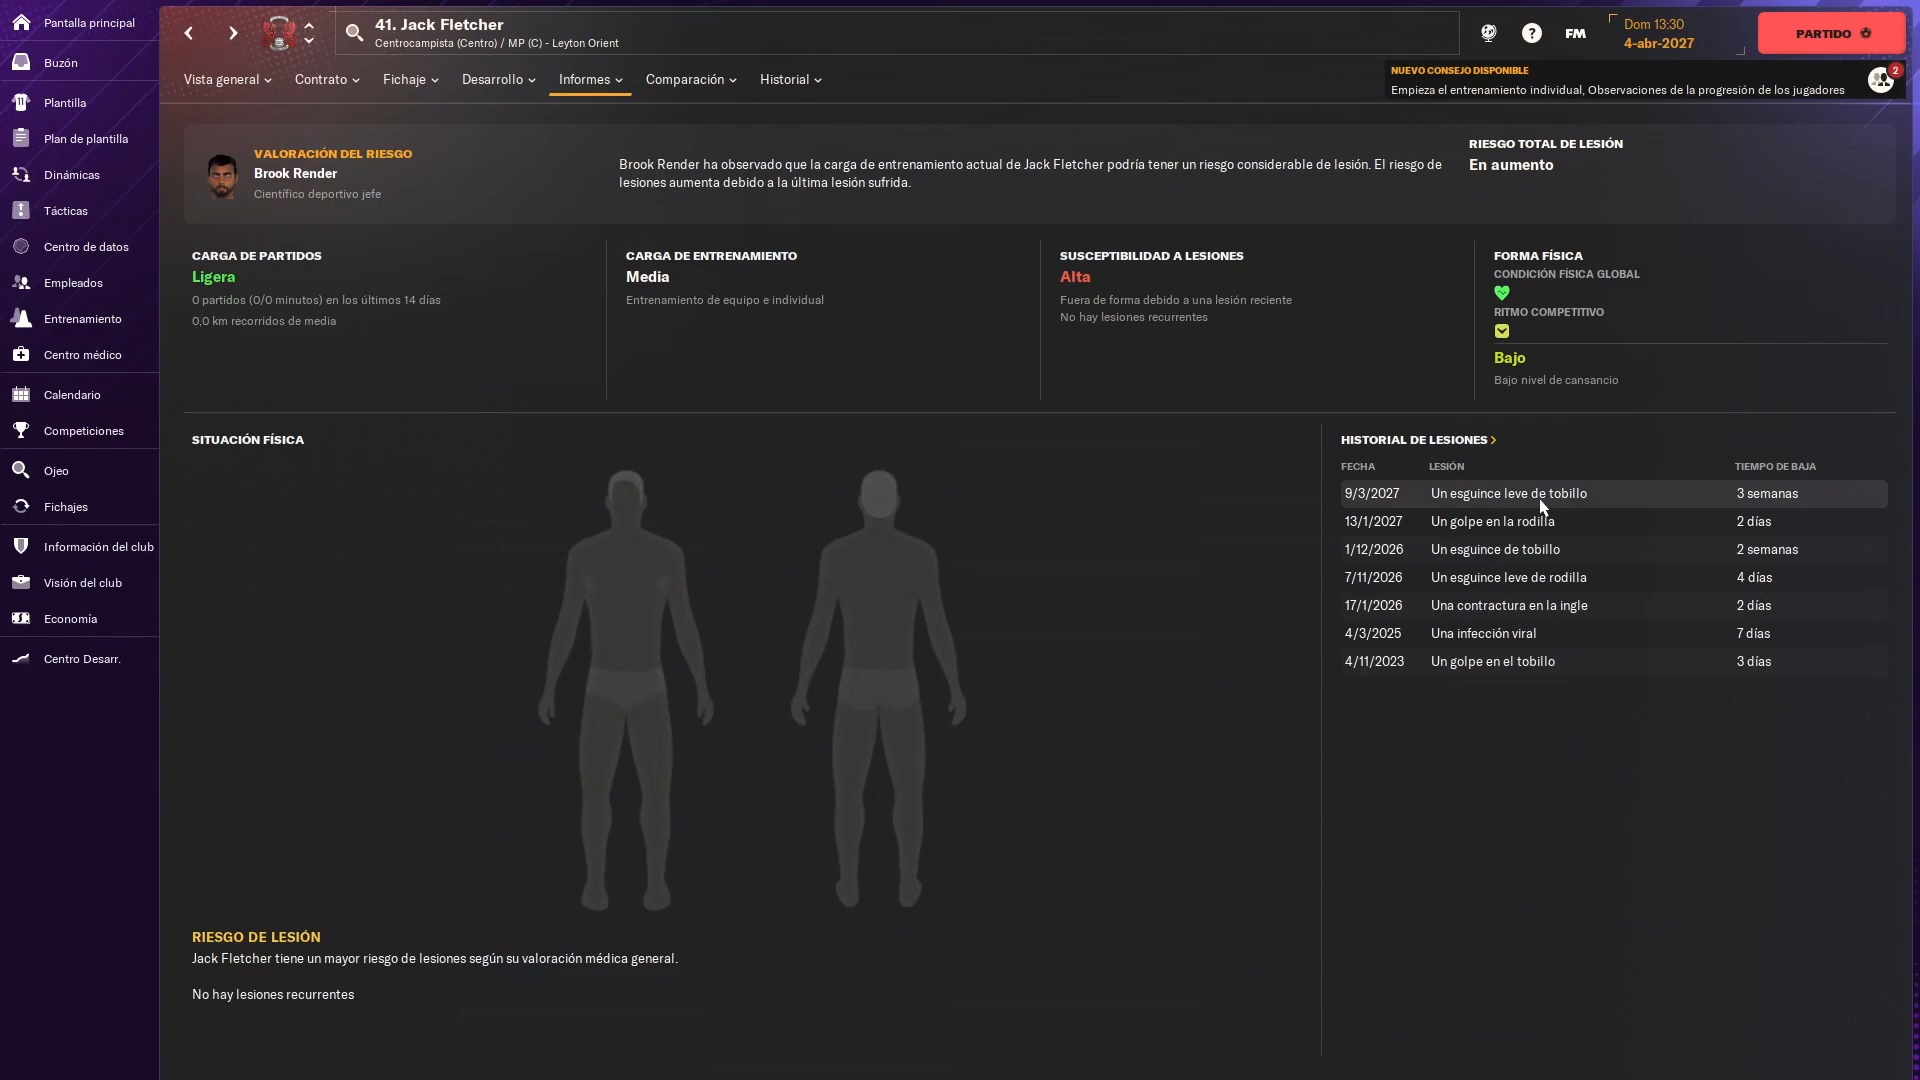 Pantalla principal
Buzón
Plantilla
Plan de plantilla
Dinámicas
Tácticas
Centro de datos
Empleados
Entrenamiento
Centro médico
Calendario
Competiciones
Ojeo
Fichajes
Información del club
Visión del club
Economía
Centro Desarr.
41. Jack Fletcher
Centrocampista (Centro) / MP (C) - Leyton Orient
FM
Dom 13:30
4-abr-2027
PARTIDO
Vista general
Contrato
Fichaje
Desarrollo
Informes
Comparación
Historial
NUEVO CONSEJO DISPONIBLE
Empieza el entrenamiento individual, Observaciones de la progresión de los jugadores
2
VALORACIÓN DEL RIESGO
Brook Render
Científico deportivo jefe
Brook Render ha observado que la carga de entrenamiento actual de Jack Fletcher podría tener un riesgo considerable de lesión. El riesgo de
lesiones aumenta debido a la última lesión sufrida.
RIESGO TOTAL DE LESIÓN
En aumento
CARGA DE PARTIDOS
Ligera
0 partidos (0/0 minutos) en los últimos 14 días
0,0 km recorridos de media
CARGA DE ENTRENAMIENTO
Media
Entrenamiento de equipo e individual
SUSCEPTIBILIDAD A LESIONES
Alta
Fuera de forma debido a una lesión reciente
No hay lesiones recurrentes
FORMA FÍSICA
CONDICIÓN FÍSICA GLOBAL
RITMO COMPETITIVO
Bajo
Bajo nivel de cansancio
SITUACIÓN FÍSICA
RIESGO DE LESIÓN
Jack Fletcher tiene un mayor riesgo de lesiones según su valoración médica general.
No hay lesiones recurrentes
HISTORIAL DE LESIONES >
FECHA LESIÓN TIEMPO DE BAJA
9/3/2027 Un esguince leve de tobillo 3 semanas
13/1/2027 Un golpe en la rodilla 2 días
1/12/2026 Un esguince de tobillo 2 semanas
7/11/2026 Un esguince leve de rodilla 4 días
17/1/2026 Una contractura en la ingle 2 días
4/3/2025 Una infección viral 7 días
4/11/2023 Un golpe en el tobillo 3 días